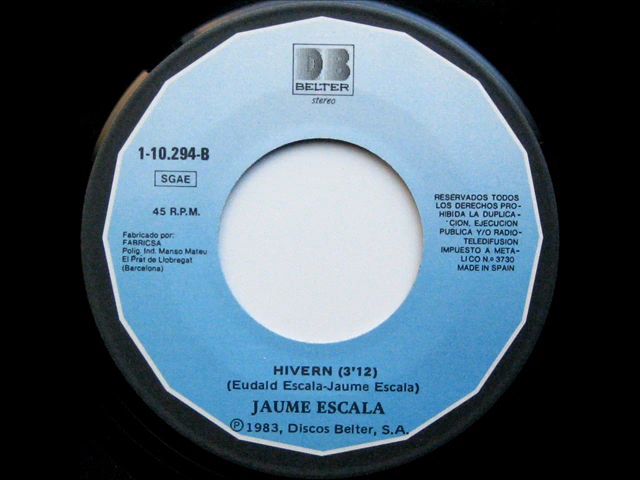 DB
BELTER
stereo
1-10.294-B
SGAE
45 R.P.M.
Fabricado por:
FABRICSA
Polig. Ind. Manso Mateu
El Prat de Llobregat
(Barcelona)
RESERVADOS TODOS
LOS DERECHOS PRO-
HIBIDA LA DUPLICA-
CION, EJECUCION
PUBLICA Y/O RADIO-
TELEDIFUSION
IMPUESTO A META-
LICO N.º 3730
MADE IN SPAIN
HIVERN (3'12)
(Eudald Escala-Jaume Escala)
JAUME ESCALA
℗1983, Discos Belter, S.A.